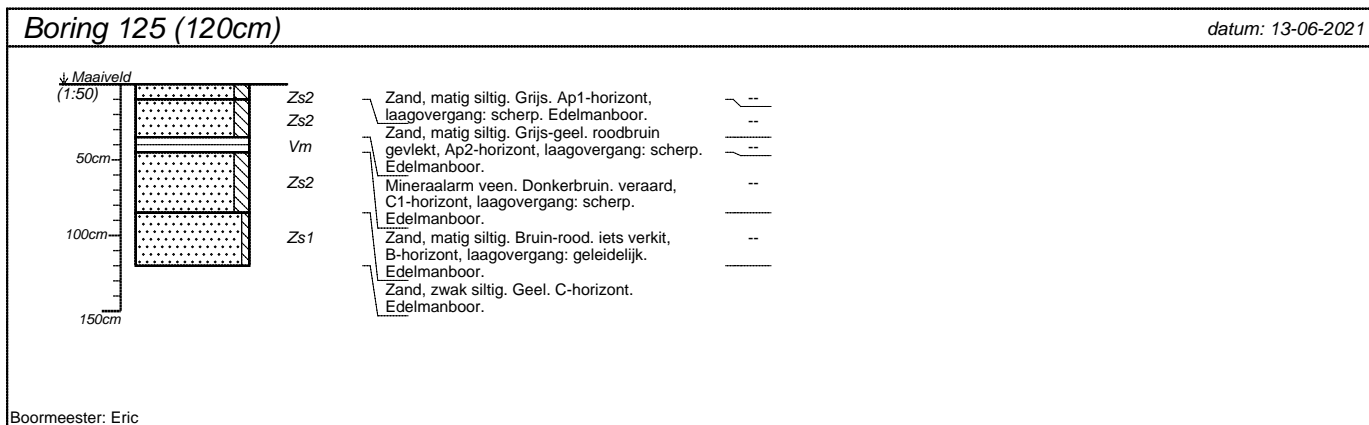 Boring 125 (120cm)
datum: 13-06-2021
Maaiveld
(1:50)
50cm
100cm
150cm
Zs2
Zs2
Vm
Zs2
Zs1
Zand, matig siltig. Grijs. Ap1-horizont,
laagovergang: scherp. Edelmanboor.
Zand, matig siltig. Grijs-geel. roodbruin
gevlekt, Ap2-horizont, laagovergang: scherp.
Edelmanboor.
Mineraalarm veen. Donkerbruin. veraard,
C1-horizont, laagovergang: scherp.
Edelmanboor.
Zand, matig siltig. Bruin-rood. iets verkit,
B-horizont, laagovergang: geleidelijk.
Edelmanboor.
Zand, zwak siltig. Geel. C-horizont.
Edelmanboor.
--
--
--
--
--
Boormeester: Eric